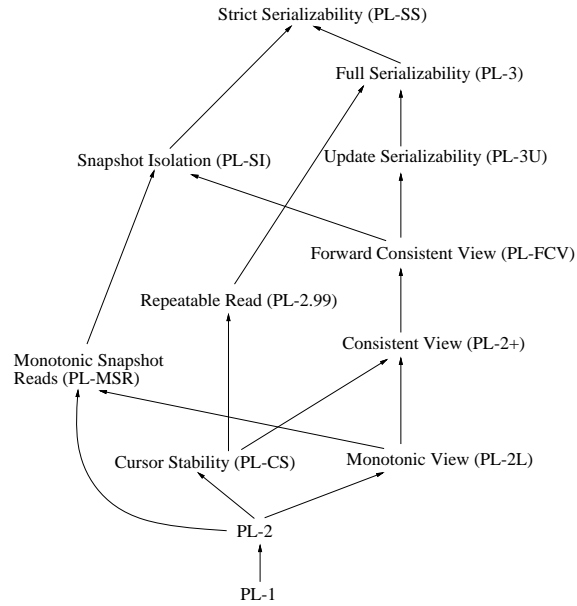 Strict Serializability (PL-SS)
Full Serializability (PL-3)
Snapshot Isolation (PL-SI)
Update Serializability (PL-3U)
Forward Consistent View (PL-FCV)
Repeatable Read (PL-2.99)
Consistent View (PL-2+)
Monotonic Snapshot
Reads (PL-MSR)
Cursor Stability (PL-CS)
Monotonic View (PL-2L)
PL-2
PL-1